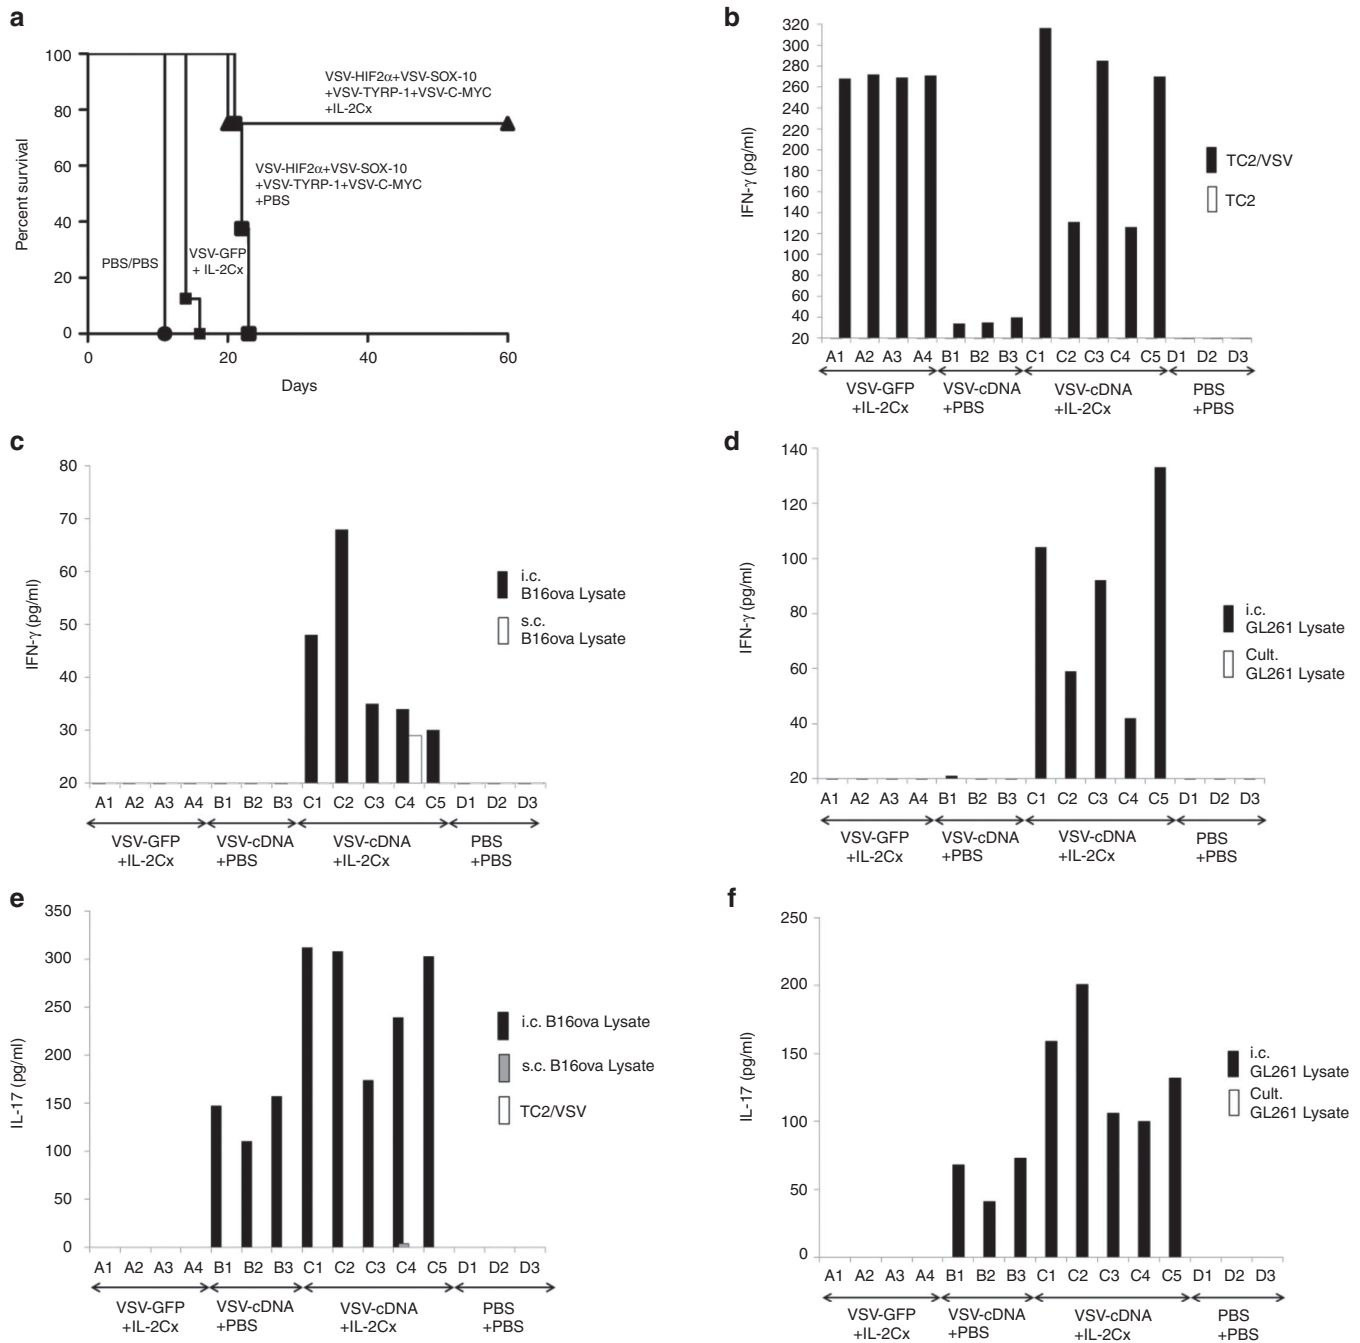 a
100
80
60
40
20
0
Percent survival
VSV-HIF2α+VSV-SOX-10
+VSV-TYRP-1+VSV-C-MYC
+IL-2Cx
VSV-HIF2α+VSV-SOX-10
+VSV-TYRP-1+VSV-C-MYC
+PBS
PBS/PBS
VSV-GFP
+ IL-2Cx
0 20 40 60
Days
b
320
300
280
260
240
220
200
180
160
140
120
100
80
60
40
20
IFN-γ (pg/ml)
TC2/VSV
TC2
A1 A2 A3 A4 B1 B2 B3 C1 C2 C3 C4 C5 D1 D2 D3
VSV-GFP
+IL-2Cx
VSV-cDNA
+PBS
VSV-cDNA
+IL-2Cx
PBS
+PBS
c
80
70
60
50
40
30
20
IFN-γ (pg/ml)
i.c.
B16ova Lysate
s.c.
B16ova Lysate
A1 A2 A3 A4 B1 B2 B3 C1 C2 C3 C4 C5 D1 D2 D3
VSV-GFP
+IL-2Cx
VSV-cDNA
+PBS
VSV-cDNA
+IL-2Cx
PBS
+PBS
d
140
120
100
80
60
40
20
IFN-γ (pg/ml)
i.c.
GL261 Lysate
Cult.
GL261 Lysate
A1 A2 A3 A4 B1 B2 B3 C1 C2 C3 C4 C5 D1 D2 D3
VSV-GFP
+IL-2Cx
VSV-cDNA
+PBS
VSV-cDNA
+IL-2Cx
PBS
+PBS
e
350
300
250
200
150
100
50
0
IL-17 (pg/ml)
i.c. B16ova Lysate
s.c. B16ova Lysate
TC2/VSV
A1 A2 A3 A4 B1 B2 B3 C1 C2 C3 C4 C5 D1 D2 D3
VSV-GFP
+IL-2Cx
VSV-cDNA
+PBS
VSV-cDNA
+IL-2Cx
PBS
+PBS
f
250
200
150
100
50
0
IL-17 (pg/ml)
i.c.
GL261 Lysate
Cult.
GL261 Lysate
A1 A2 A3 A4 B1 B2 B3 C1 C2 C3 C4 C5 D1 D2 D3
VSV-GFP
+IL-2Cx
VSV-cDNA
+PBS
VSV-cDNA
+IL-2Cx
PBS
+PBS